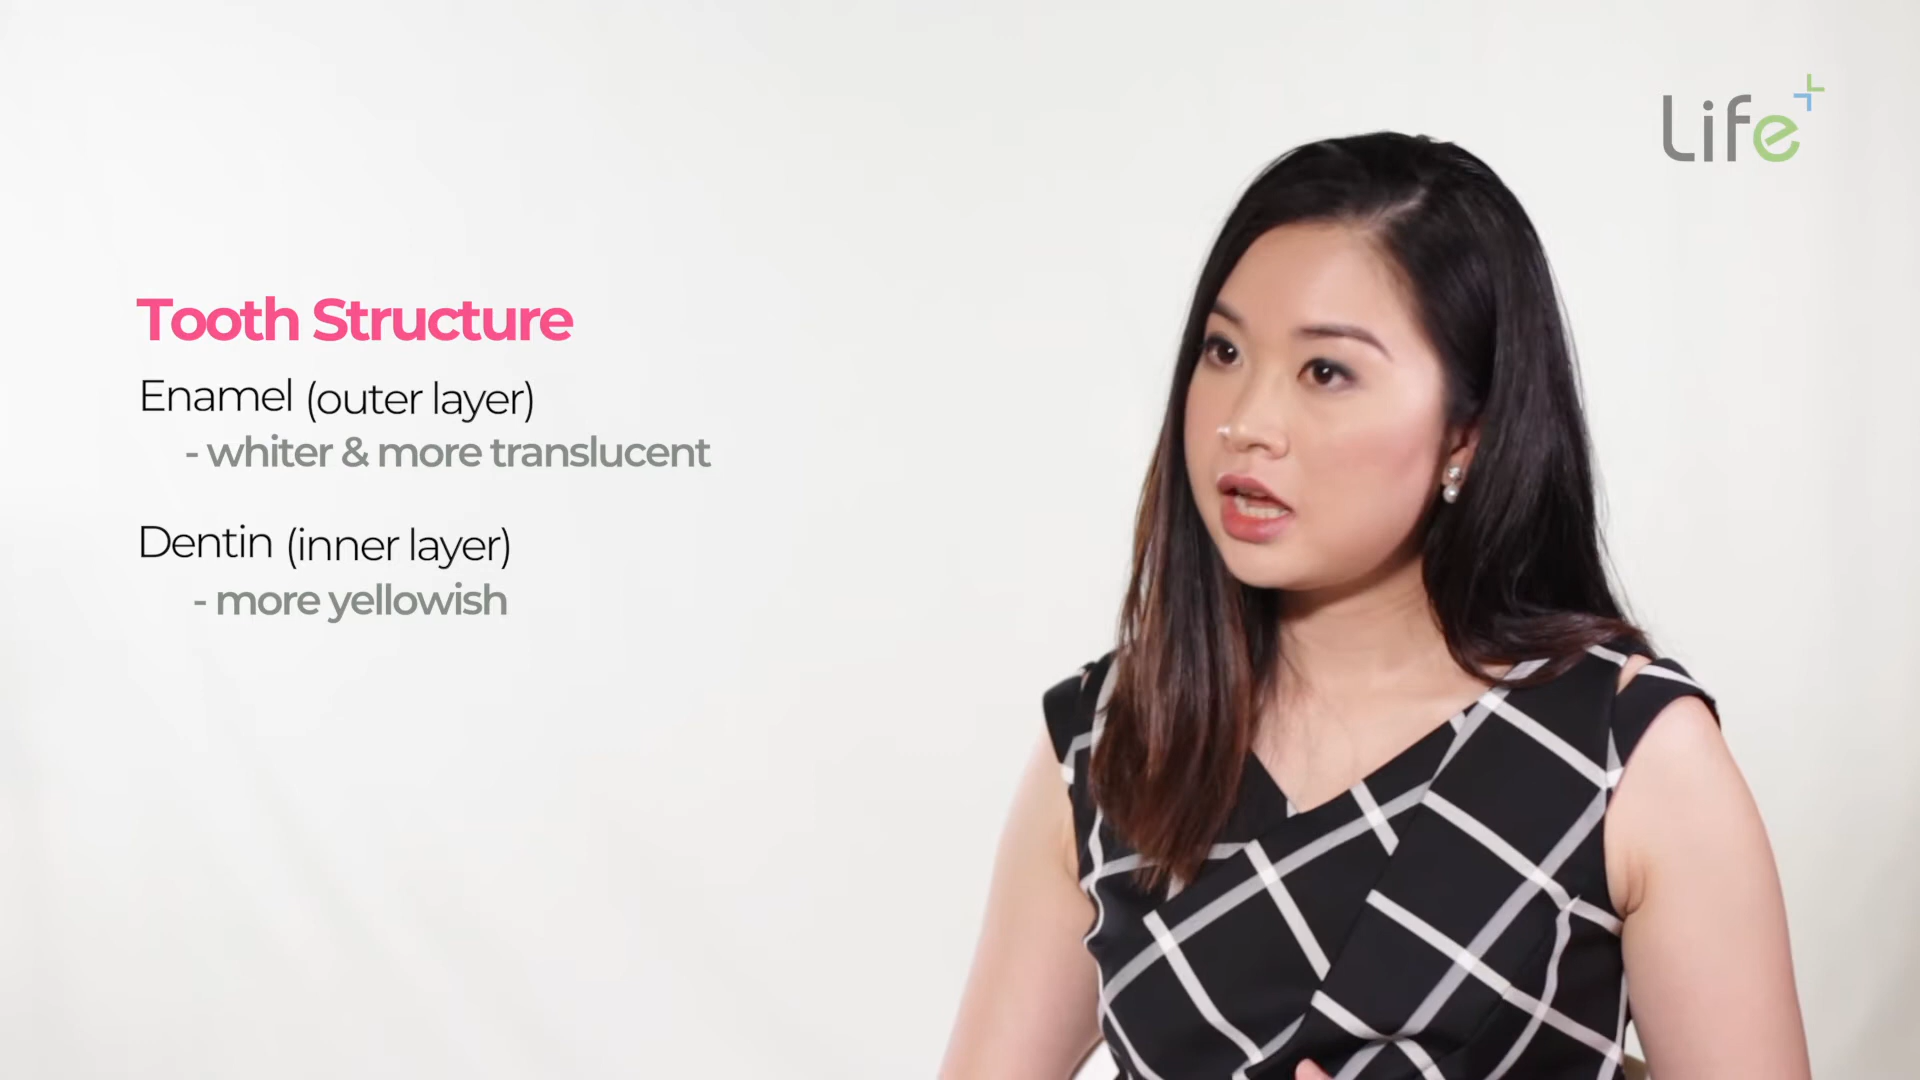 Life
Tooth Structure
Enamel (outer layer)
- whiter & more translucent
Dentin (inner layer)
- more yellowish